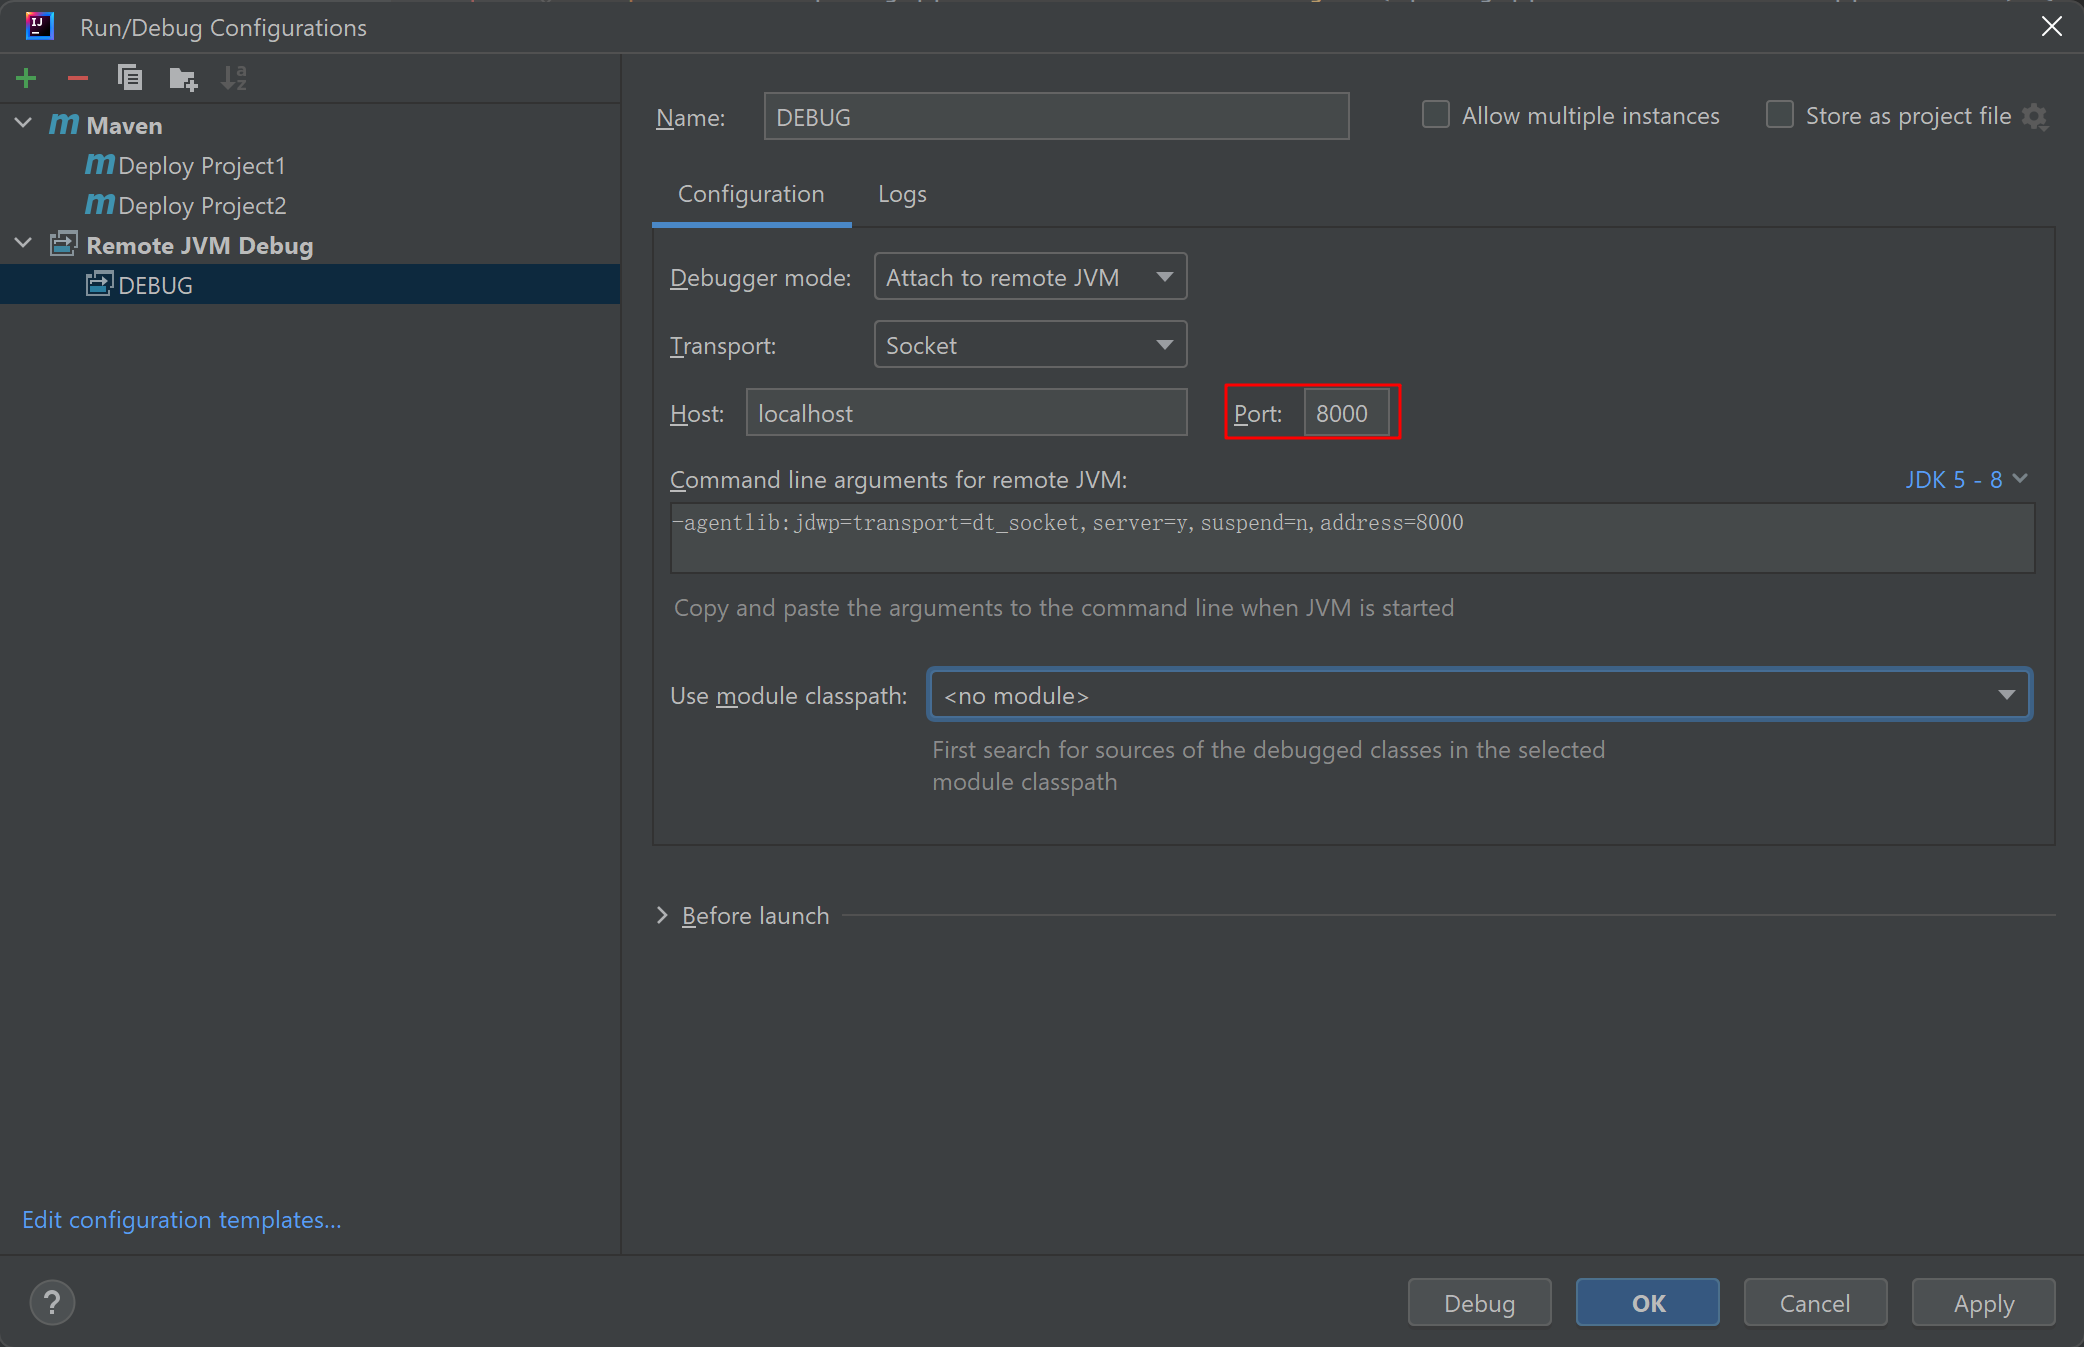 Run/Debug Configurations
Maven
Deploy Project1
Deploy Project2
Remote JVM Debug
DEBUG
Edit configuration templates...
Name: DEBUG
Allow multiple instances
Store as project file
Configuration Logs
Debugger mode: Attach to remote JVM
Transport: Socket
Host: localhost Port: 8000
Command line arguments for remote JVM: JDK 5 - 8
-agentlib:jdwp=transport=dt_socket,server=y,suspend=n,address=8000
Copy and paste the arguments to the command line when JVM is started
Use module classpath: <no module>
First search for sources of the debugged classes in the selected
module classpath
Before launch
? Debug OK Cancel Apply